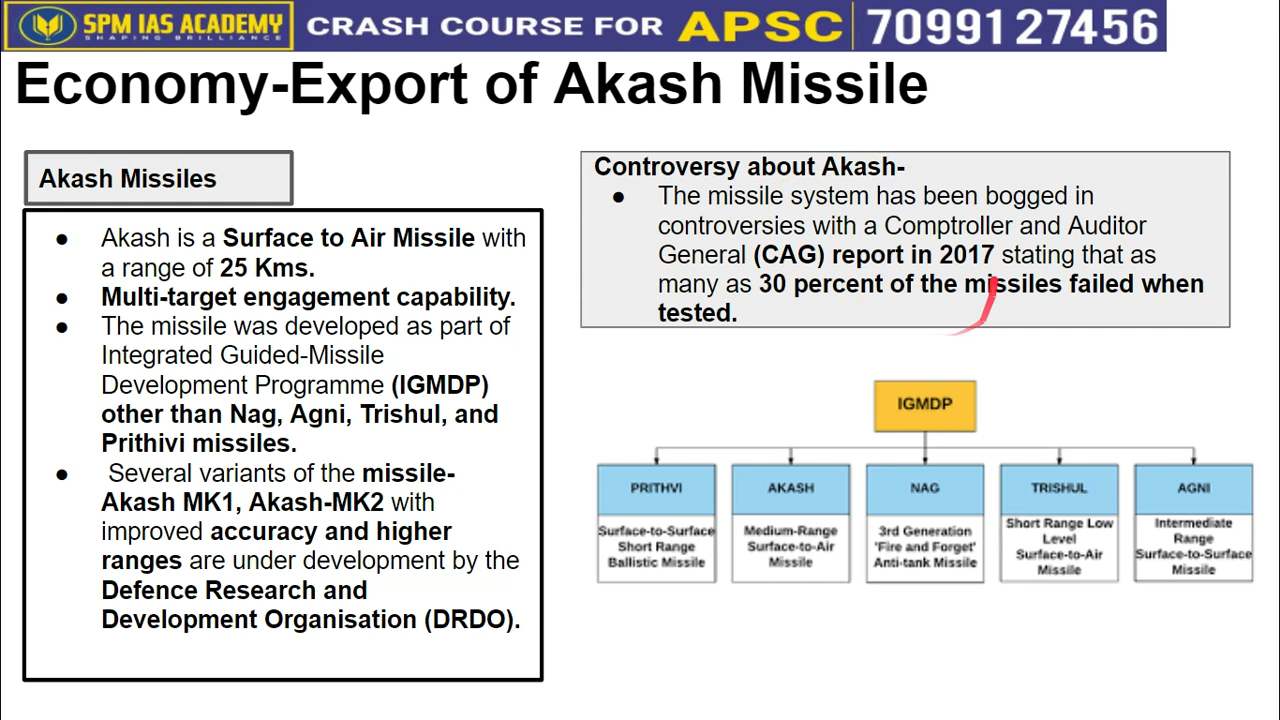 SPM IAS ACADEMY
SHAPING BRILLIANCE
CRASH COURSE FOR APSC 7099127456
Economy-Export of Akash Missile
Akash Missiles
● Akash is a Surface to Air Missile with
a range of 25 Kms.
● Multi-target engagement capability.
● The missile was developed as part of
Integrated Guided-Missile
Development Programme (IGMDP)
other than Nag, Agni, Trishul, and
Prithivi missiles.
● Several variants of the missile-
Akash MK1, Akash-MK2 with
improved accuracy and higher
ranges are under development by the
Defence Research and
Development Organisation (DRDO).
Controversy about Akash-
● The missile system has been bogged in
controversies with a Comptroller and Auditor
General (CAG) report in 2017 stating that as
many as 30 percent of the missiles failed when
tested.
IGMDP
PRITHVI
Surface-to-Surface
Short Range
Ballistic Missile
AKASH
Medium-Range
Surface-to-Air
Missile
NAG
3rd Generation
'Fire and Forget'
Anti-tank Missile
TRISHUL
Short Range Low
Level
Surface-to-Air
Missile
AGNI
Intermediate
Range
Surface-to-Surface
Missile